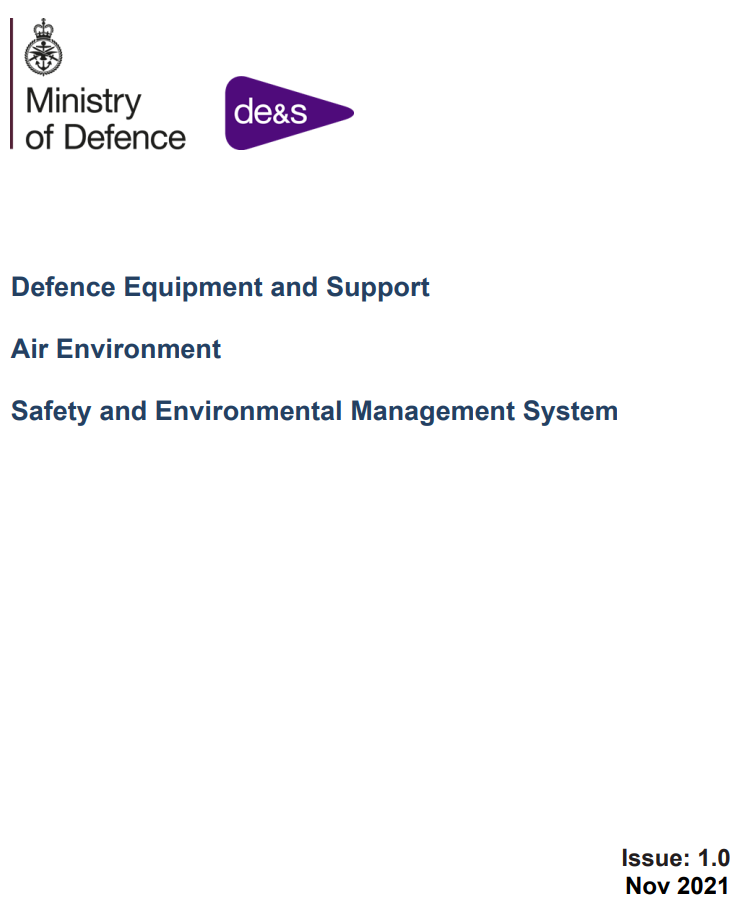 Ministry
of Defence
de&s
Defence Equipment and Support
Air Environment
Safety and Environmental Management System
Issue: 1.0
Nov 2021